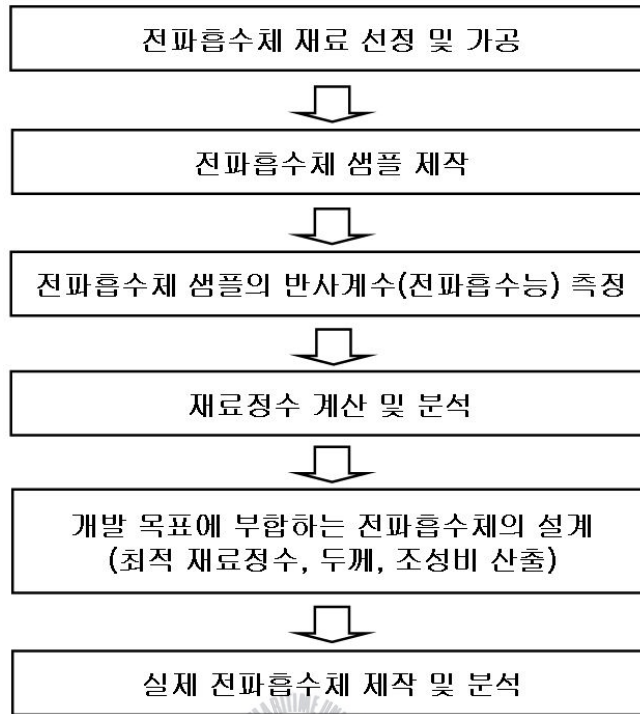 전파흡수체 재료 선정 및 가공
전파흡수체 샘플 제작
전파흡수체 샘플의 반사계수(전파흡수능) 측정
재료정수 계산 및 분석
개발 목표에 부합하는 전파흡수체의 설계
(최적 재료정수, 두께, 조성비 산출)
실제 전파흡수체 제작 및 분석